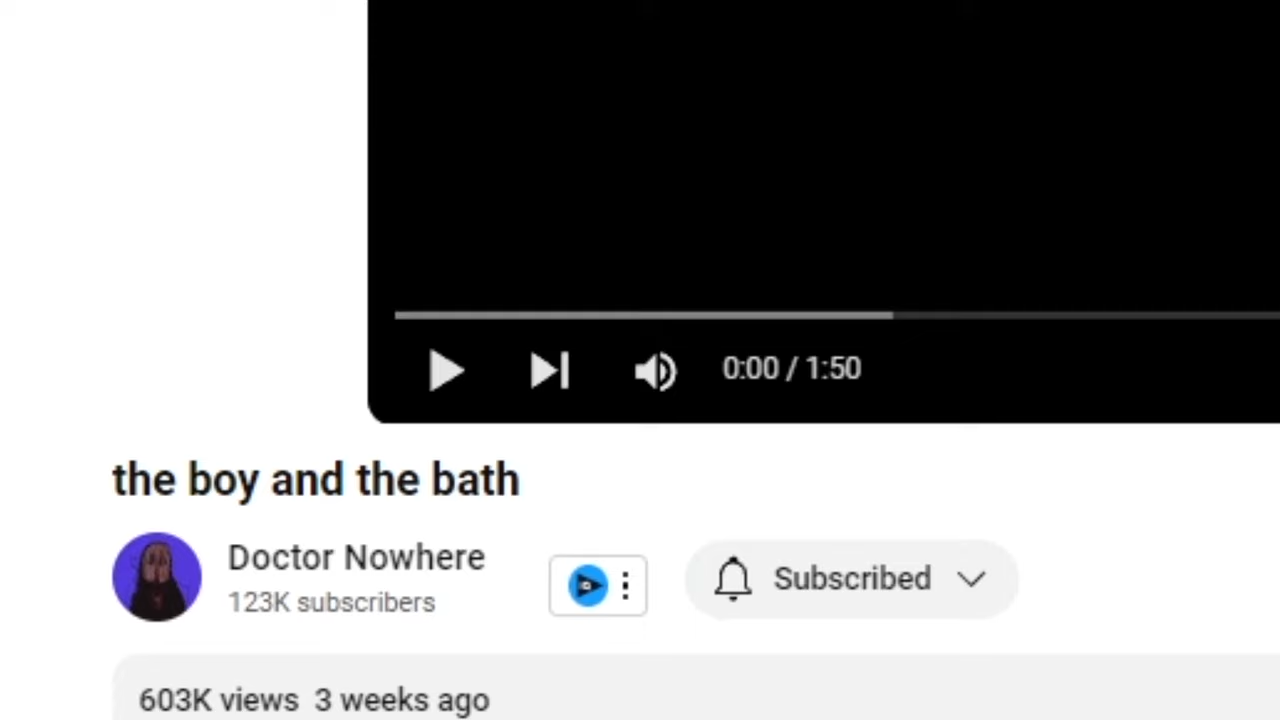 0:00 / 1:50
the boy and the bath
Doctor Nowhere
123K subscribers
Subscribed
603K views 3 weeks ago